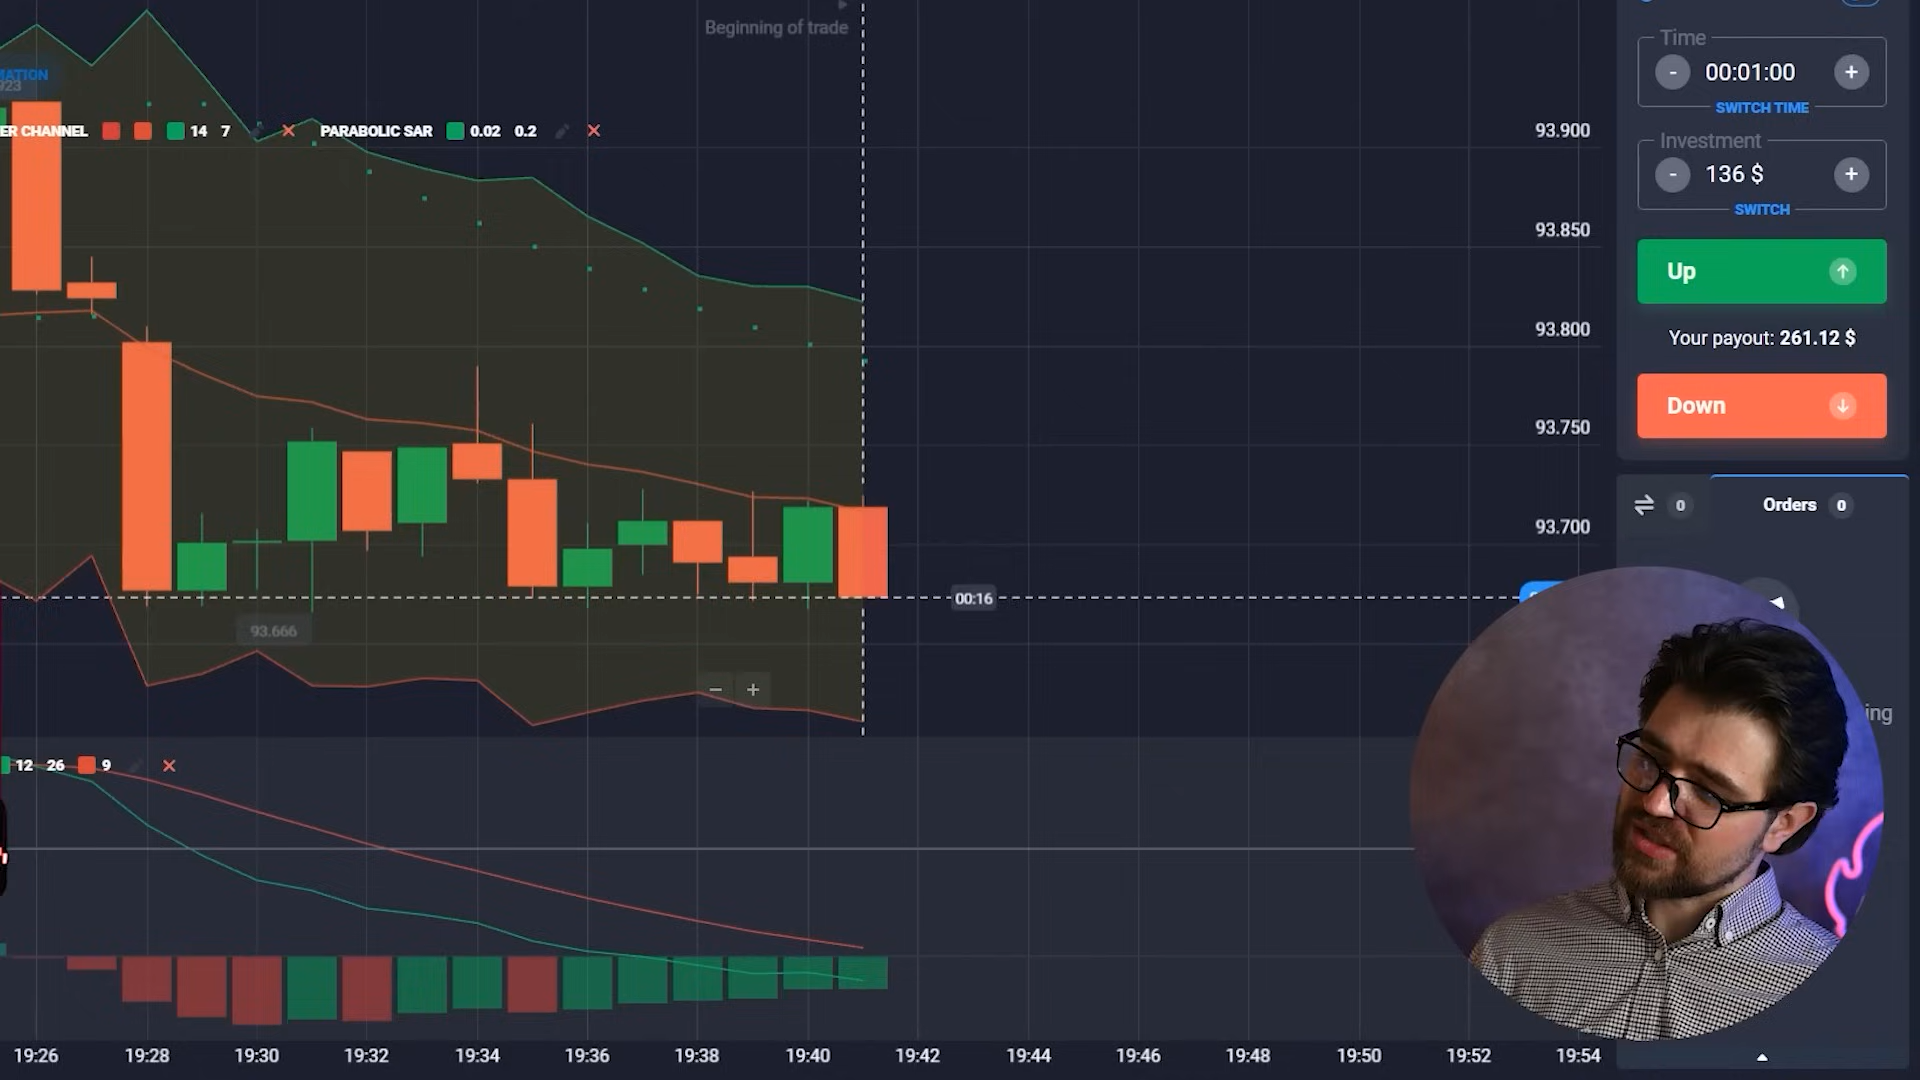 Beginning of trade
MATION
923
ER CHANNEL 14 7 PARABOLIC SAR 0.02 0.2
93.900
93.850
93.800
93.750
93.700
00:16
93.666
12 26 9
19:26 19:28 19:30 19:32 19:34 19:36 19:38 19:40 19:42 19:44 19:46 19:48 19:50 19:52 19:54
Time
- 00:01:00 +
SWITCH TIME
Investment
- 136 $ +
SWITCH
Up
Your payout: 261.12 $
Down
0 Orders 0
ing